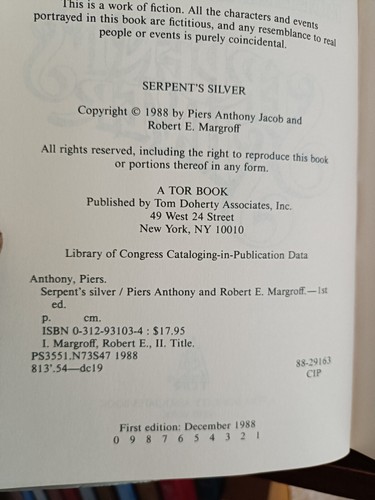 This is a work of fiction. All the characters and events
portrayed in this book are fictitious, and any resemblance to real
people or events is purely coincidental.
SERPENT'S SILVER
Copyright © 1988 by Piers Anthony Jacob and
Robert E. Margroff
All rights reserved, including the right to reproduce this book
or portions thereof in any form.
A TOR BOOK
Published by Tom Doherty Associates, Inc.
49 West 24 Street
New York, NY 10010
Library of Congress Cataloging-in-Publication Data
Anthony, Piers.
Serpent's silver / Piers Anthony and Robert E. Margroff.—1st
ed.
p. cm.
ISBN 0-312-93103-4 : $17.95
I. Margroff, Robert E., II. Title.
PS3551.N73S47 1988
813'.54—dc19
88-29163
CIP
First edition: December 1988
0 9 8 7 6 5 4 3 2 1